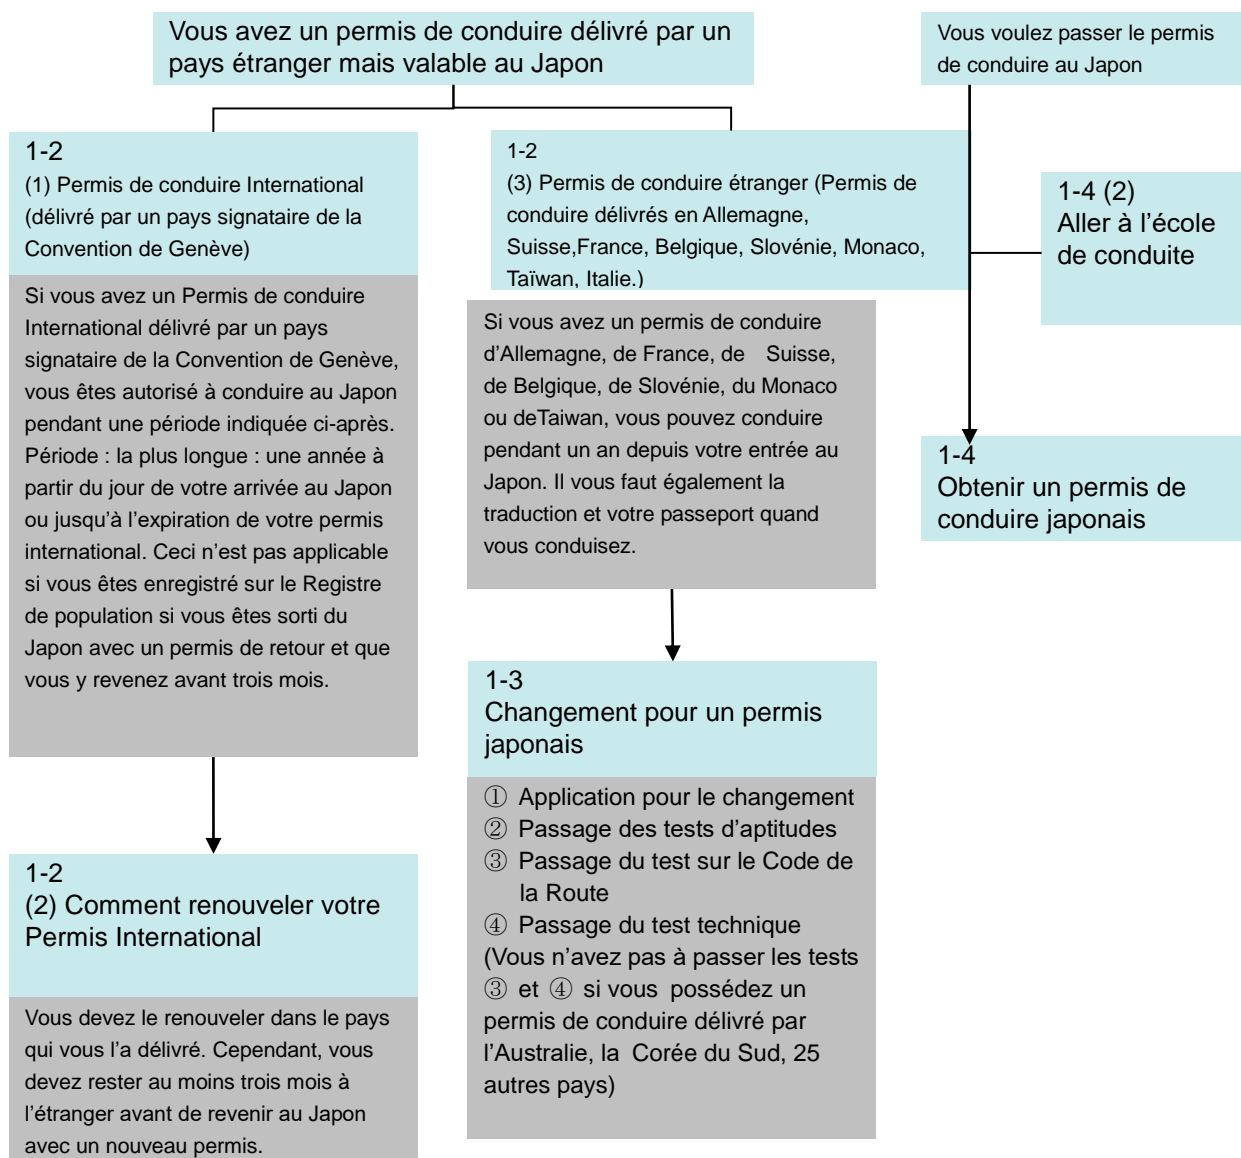 Vous avez un permis de conduire délivré par un
pays étranger mais valable au Japon
Vous voulez passer le permis
de conduire au Japon
1-2
(1) Permis de conduire International
(délivré par un pays signataire de la
Convention de Genève)
Si vous avez un Permis de conduire
International délivré par un pays
signataire de la Convention de Genève,
vous êtes autorisé à conduire au Japon
pendant une période indiquée ci-après.
Période : la plus longue : une année à
partir du jour de votre arrivée au Japon
ou jusqu’à l’expiration de votre permis
international. Ceci n’est pas applicable
si vous êtes enregistré sur le Registre
de population si vous êtes sorti du
Japon avec un permis de retour et que
vous y revenez avant trois mois.
1-2
(2) Comment renouveler votre
Permis International
Vous devez le renouveler dans le pays
qui vous l’a délivré. Cependant, vous
devez rester au moins trois mois à
l’étranger avant de revenir au Japon
avec un nouveau permis.
1-2
(3) Permis de conduire étranger (Permis de
conduire délivrés en Allemagne,
Suisse,France, Belgique, Slovénie, Monaco,
Taïwan, Italie.)
Si vous avez un permis de conduire
d’Allemagne, de France, de Suisse,
de Belgique, de Slovénie, du Monaco
ou deTaiwan, vous pouvez conduire
pendant un an depuis votre entrée au
Japon. Il vous faut également la
traduction et votre passeport quand
vous conduisez.
1-3
Changement pour un permis
japonais
① Application pour le changement
② Passage des tests d’aptitudes
③ Passage du test sur le Code de
la Route
④ Passage du test technique
(Vous n’avez pas à passer les tests
③ et ④ si vous possédez un
permis de conduire délivré par
l’Australie, la Corée du Sud, 25
autres pays)
1-4 (2)
Aller à l’école
de conduite
1-4
Obtenir un permis de
conduire japonais